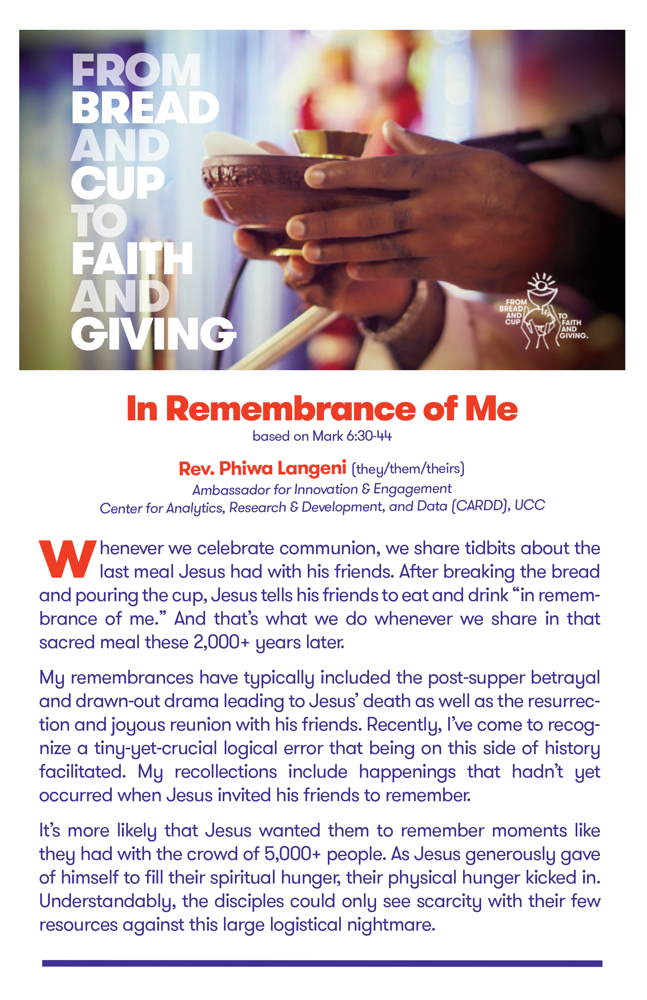 FROM
BREAD
AND
CUP
TO
FAITH
AND
GIVING
FROM
BREAD
AND
CUP
TO
FAITH
AND
GIVING.
In Remembrance of Me
based on Mark 6:30-44
Rev. Phiwa Langeni (they/them/theirs)
Ambassador for Innovation & Engagement
Center for Analytics, Research & Development, and Data (CARDD), UCC
Whenever we celebrate communion, we share tidbits about the
last meal Jesus had with his friends. After breaking the bread
and pouring the cup, Jesus tells his friends to eat and drink “in remem-
brance of me.” And that’s what we do whenever we share in that
sacred meal these 2,000+ years later.
My remembrances have typically included the post-supper betrayal
and drawn-out drama leading to Jesus’ death as well as the resurrec-
tion and joyous reunion with his friends. Recently, I’ve come to recog-
nize a tiny-yet-crucial logical error that being on this side of history
facilitated. My recollections include happenings that hadn’t yet
occurred when Jesus invited his friends to remember.
It’s more likely that Jesus wanted them to remember moments like
they had with the crowd of 5,000+ people. As Jesus generously gave
of himself to fill their spiritual hunger, their physical hunger kicked in.
Understandably, the disciples could only see scarcity with their few
resources against this large logistical nightmare.